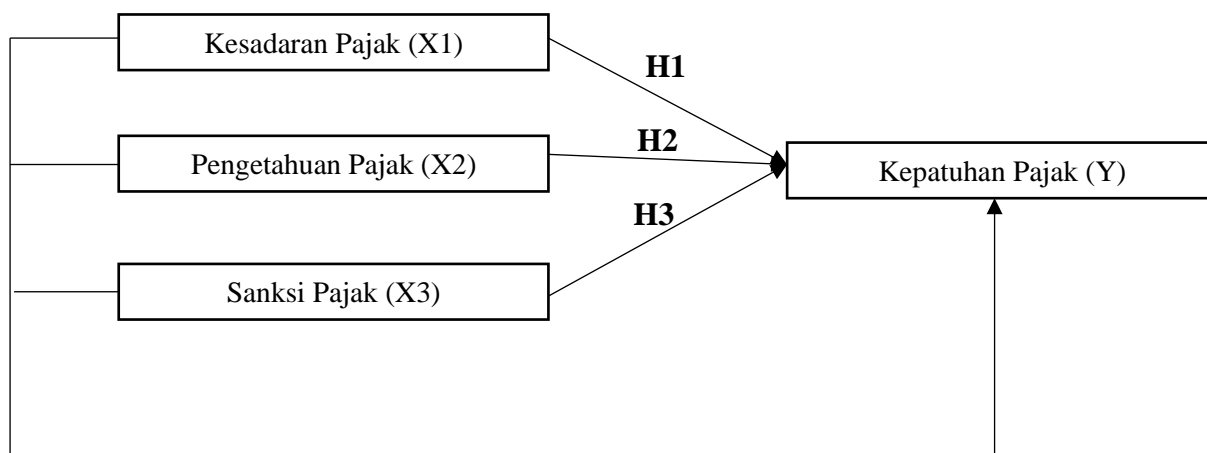 Kesadaran Pajak (X1)
H1
Pengetahuan Pajak (X2)
H2
Kepatuhan Pajak (Y)
H3
Sanksi Pajak (X3)